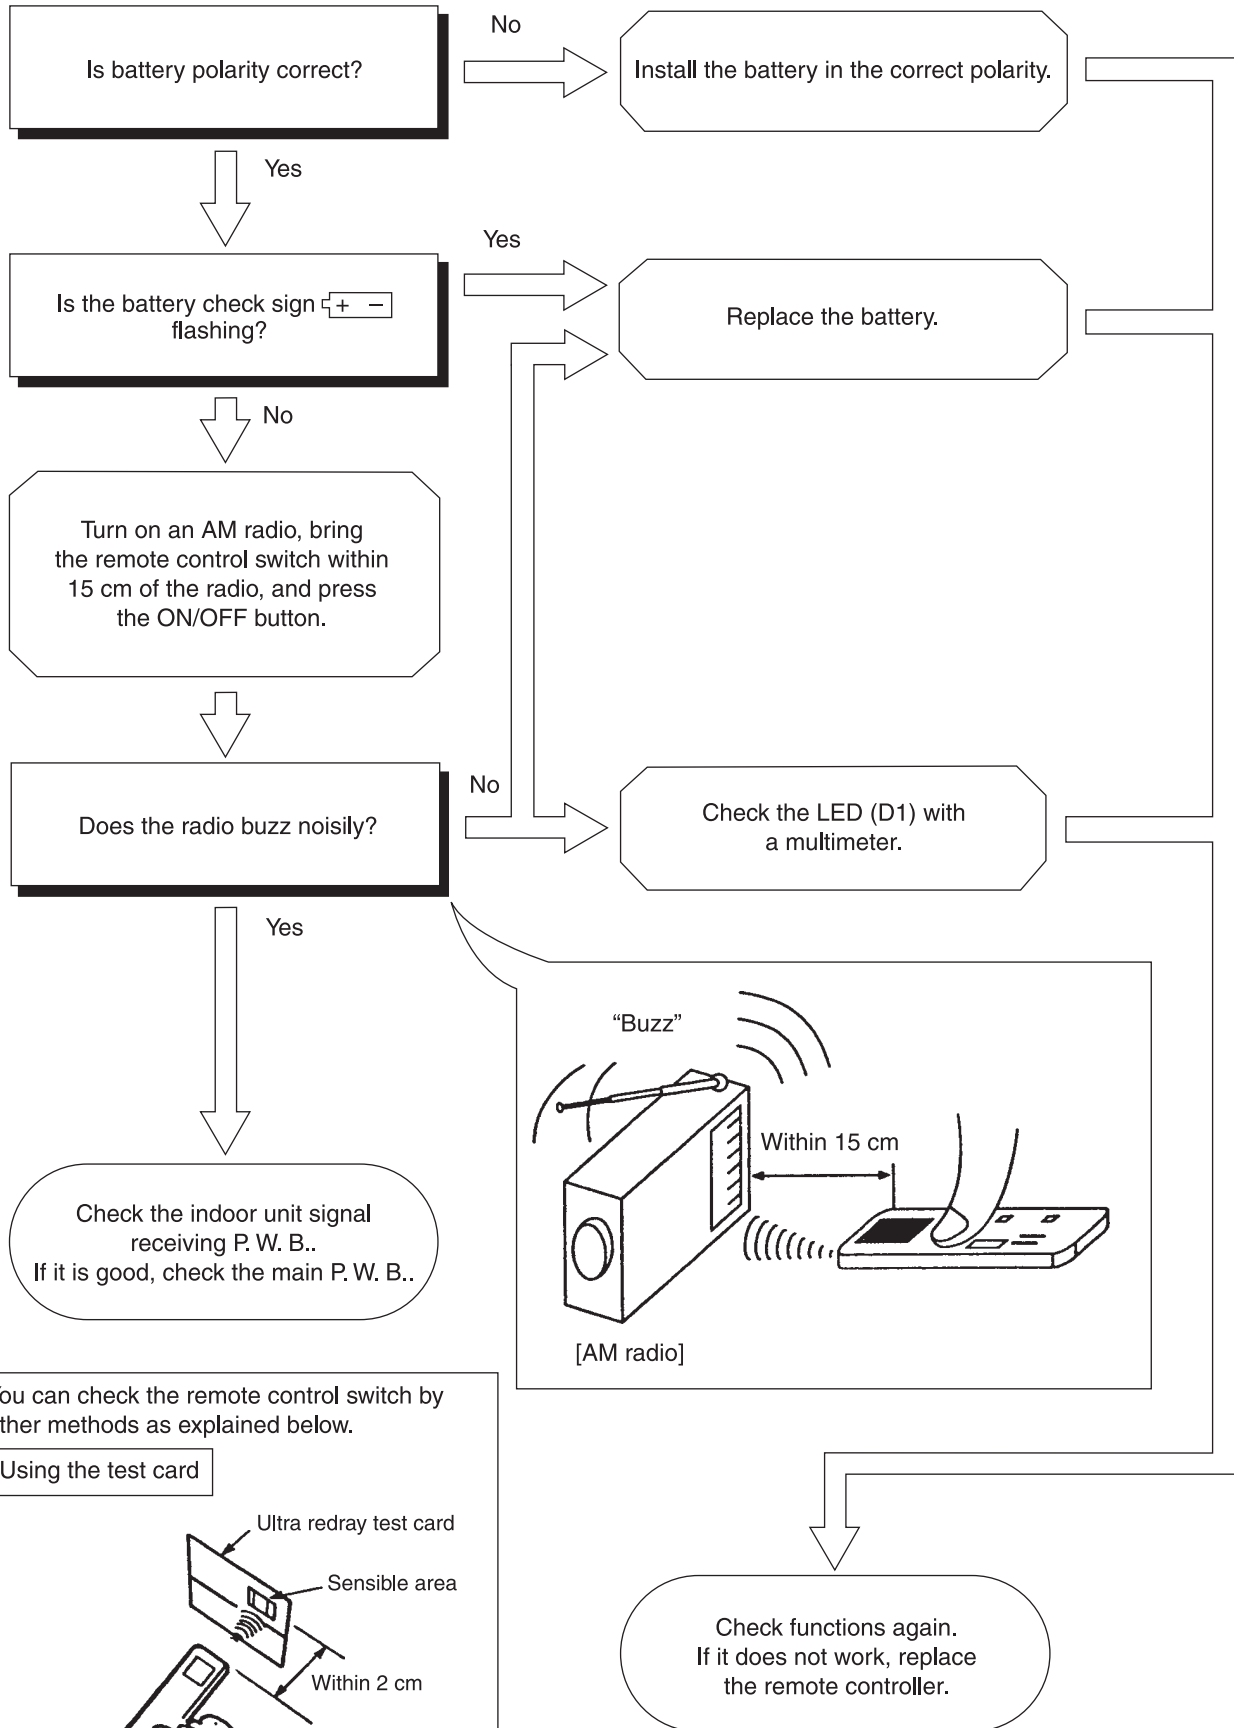 Is battery polarity correct?
No
Install the battery in the correct polarity.
Yes
Is the battery check sign + −
flashing?
Yes
Replace the battery.
No
Turn on an AM radio, bring
the remote control switch within
15 cm of the radio, and press
the ON/OFF button.
Does the radio buzz noisily?
No
Check the LED (D1) with
a multimeter.
Yes
“Buzz”
Within 15 cm
[AM radio]
Check the indoor unit signal
receiving P. W. B..
If it is good, check the main P. W. B..
ou can check the remote control switch by
ther methods as explained below.
Using the test card
Ultra redray test card
Sensible area
Within 2 cm
Check functions again.
If it does not work, replace
the remote controller.